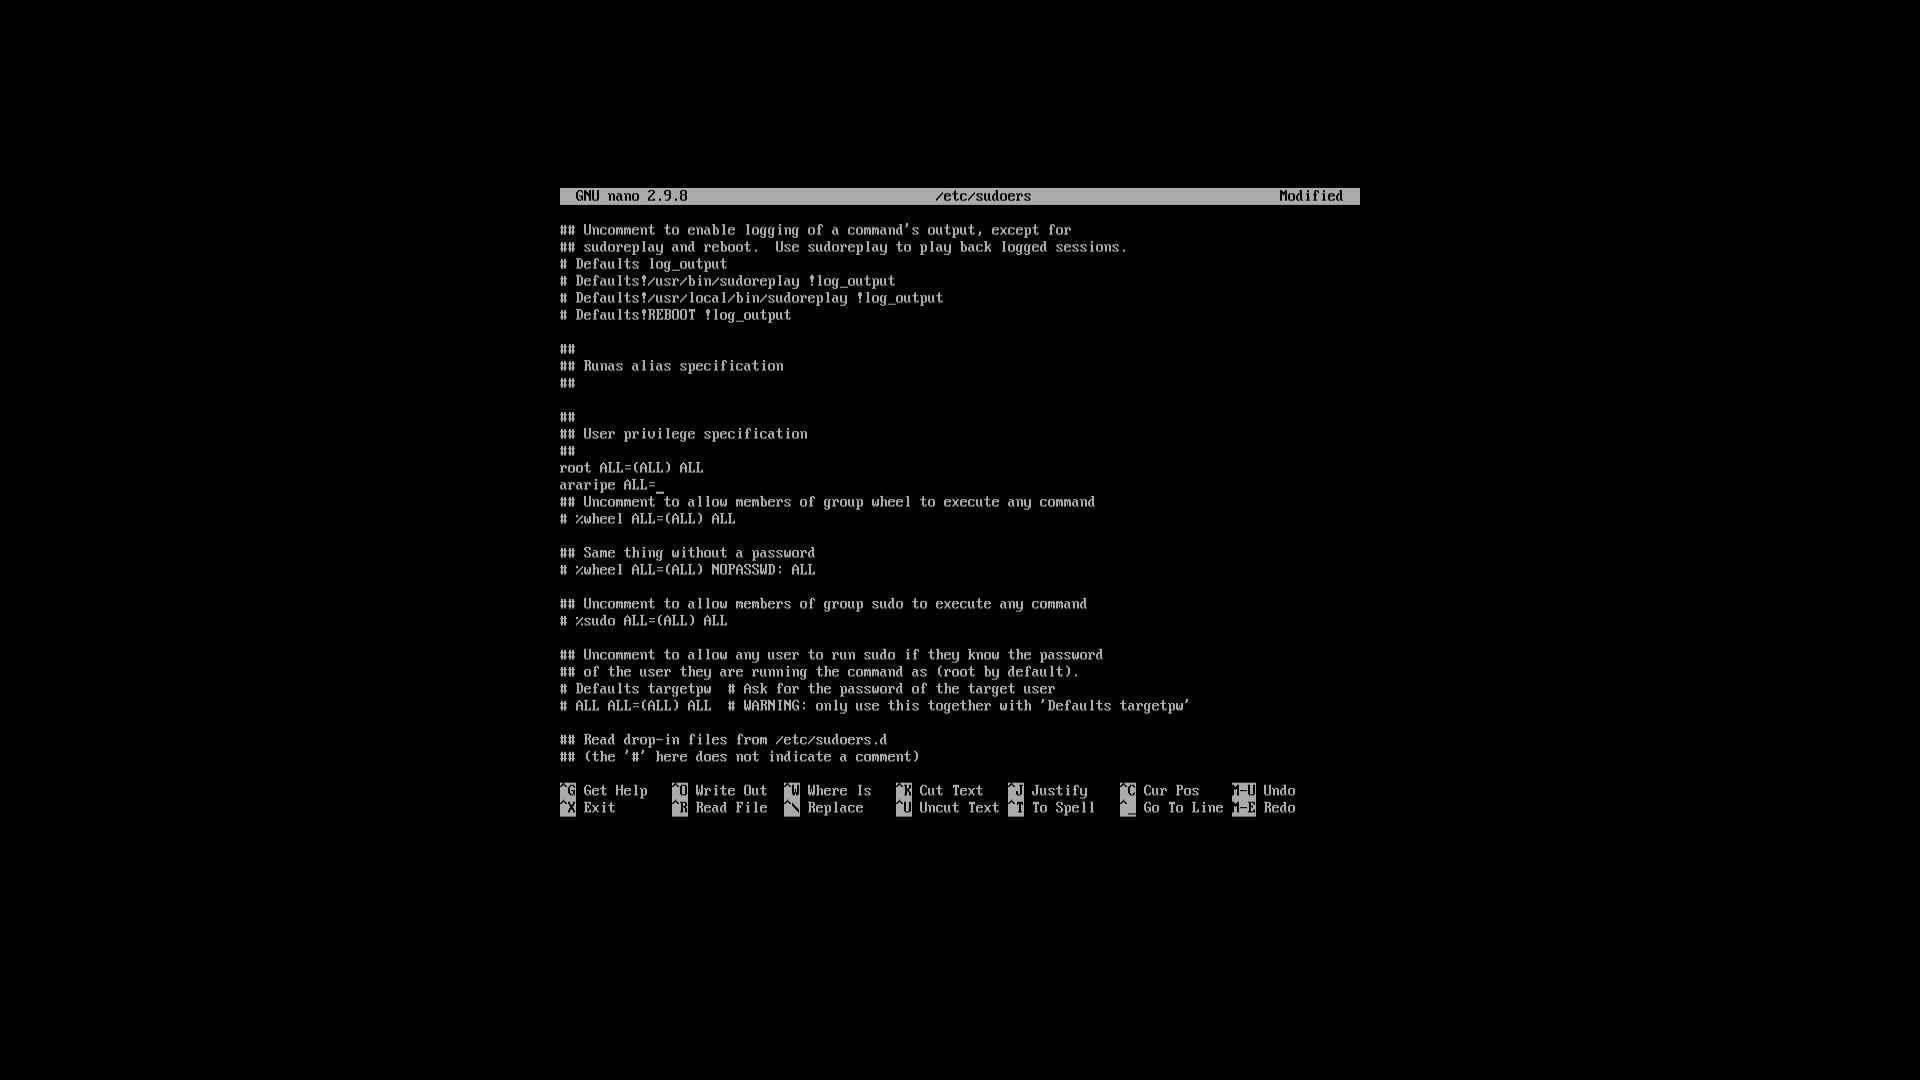 GNU nano 2.9.8 /etc/sudoers Modified
## Uncomment to enable logging of a command's output, except for
## sudoreplay and reboot.  Use sudoreplay to play back logged sessions.
# Defaults log_output
# Defaults!/usr/bin/sudoreplay !log_output
# Defaults!/usr/local/bin/sudoreplay !log_output
# Defaults!REBOOT !log_output
##
## Runas alias specification
##
##
## User privilege specification
##
root ALL=(ALL) ALL
araripe ALL=_
## Uncomment to allow members of group wheel to execute any command
# %wheel ALL=(ALL) ALL
## Same thing without a password
# %wheel ALL=(ALL) NOPASSWD: ALL
## Uncomment to allow members of group sudo to execute any command
# %sudo ALL=(ALL) ALL
## Uncomment to allow any user to run sudo if they know the password
## of the user they are running the command as (root by default).
# Defaults targetpw  # Ask for the password of the target user
# ALL ALL=(ALL) ALL  # WARNING: only use this together with 'Defaults targetpw'
## Read drop-in files from /etc/sudoers.d
## (the '#' here does not indicate a comment)
^G Get Help ^O Write Out ^W Where Is ^K Cut Text ^J Justify ^C Cur Pos M-U Undo
^X Exit ^R Read File ^\ Replace ^U Uncut Text ^T To Spell ^_ Go To Line M-E Redo